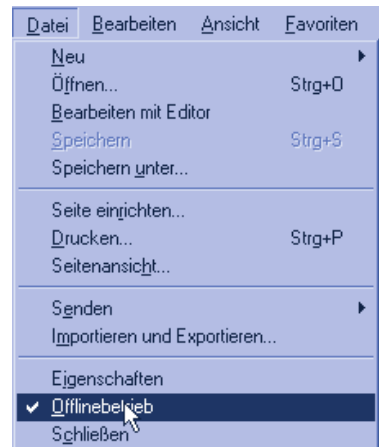 Datei Bearbeiten Ansicht Favoriten
Neu
Öffnen... Strg+O
Bearbeiten mit Editor
Speichern Strg+S
Speichern unter...
Seite einrichten...
Drucken... Strg+P
Seitenansicht...
Senden
Importieren und Exportieren...
Eigenschaften
Offlinebetrieb
Schließen